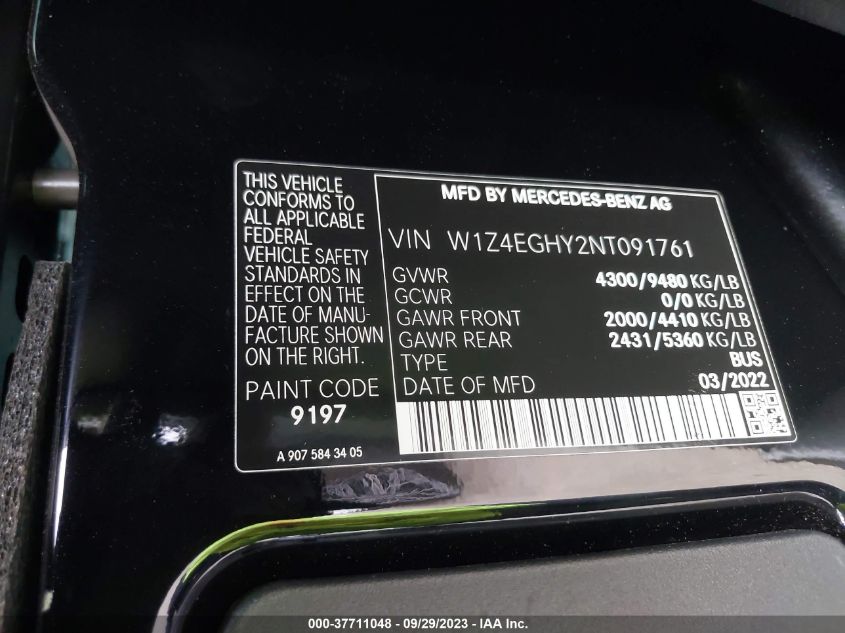 THIS VEHICLE
CONFORMS TO
ALL APPLICABLE
FEDERAL
VEHICLE SAFETY
STANDARDS IN
EFFECT ON THE
DATE OF MANU-
FACTURE SHOWN
ON THE RIGHT.
PAINT CODE
9197
A 907 584 34 05
MFD BY MERCEDES-BENZ AG
VIN W1Z4EGHY2NT091761
GVWR 4300/9480 KG/LB
GCWR 0/0 KG/LB
GAWR FRONT 2000/4410 KG/LB
GAWR REAR 2431/5360 KG/LB
TYPE BUS
DATE OF MFD 03/2022
000-37711048 - 09/29/2023 - IAA Inc.